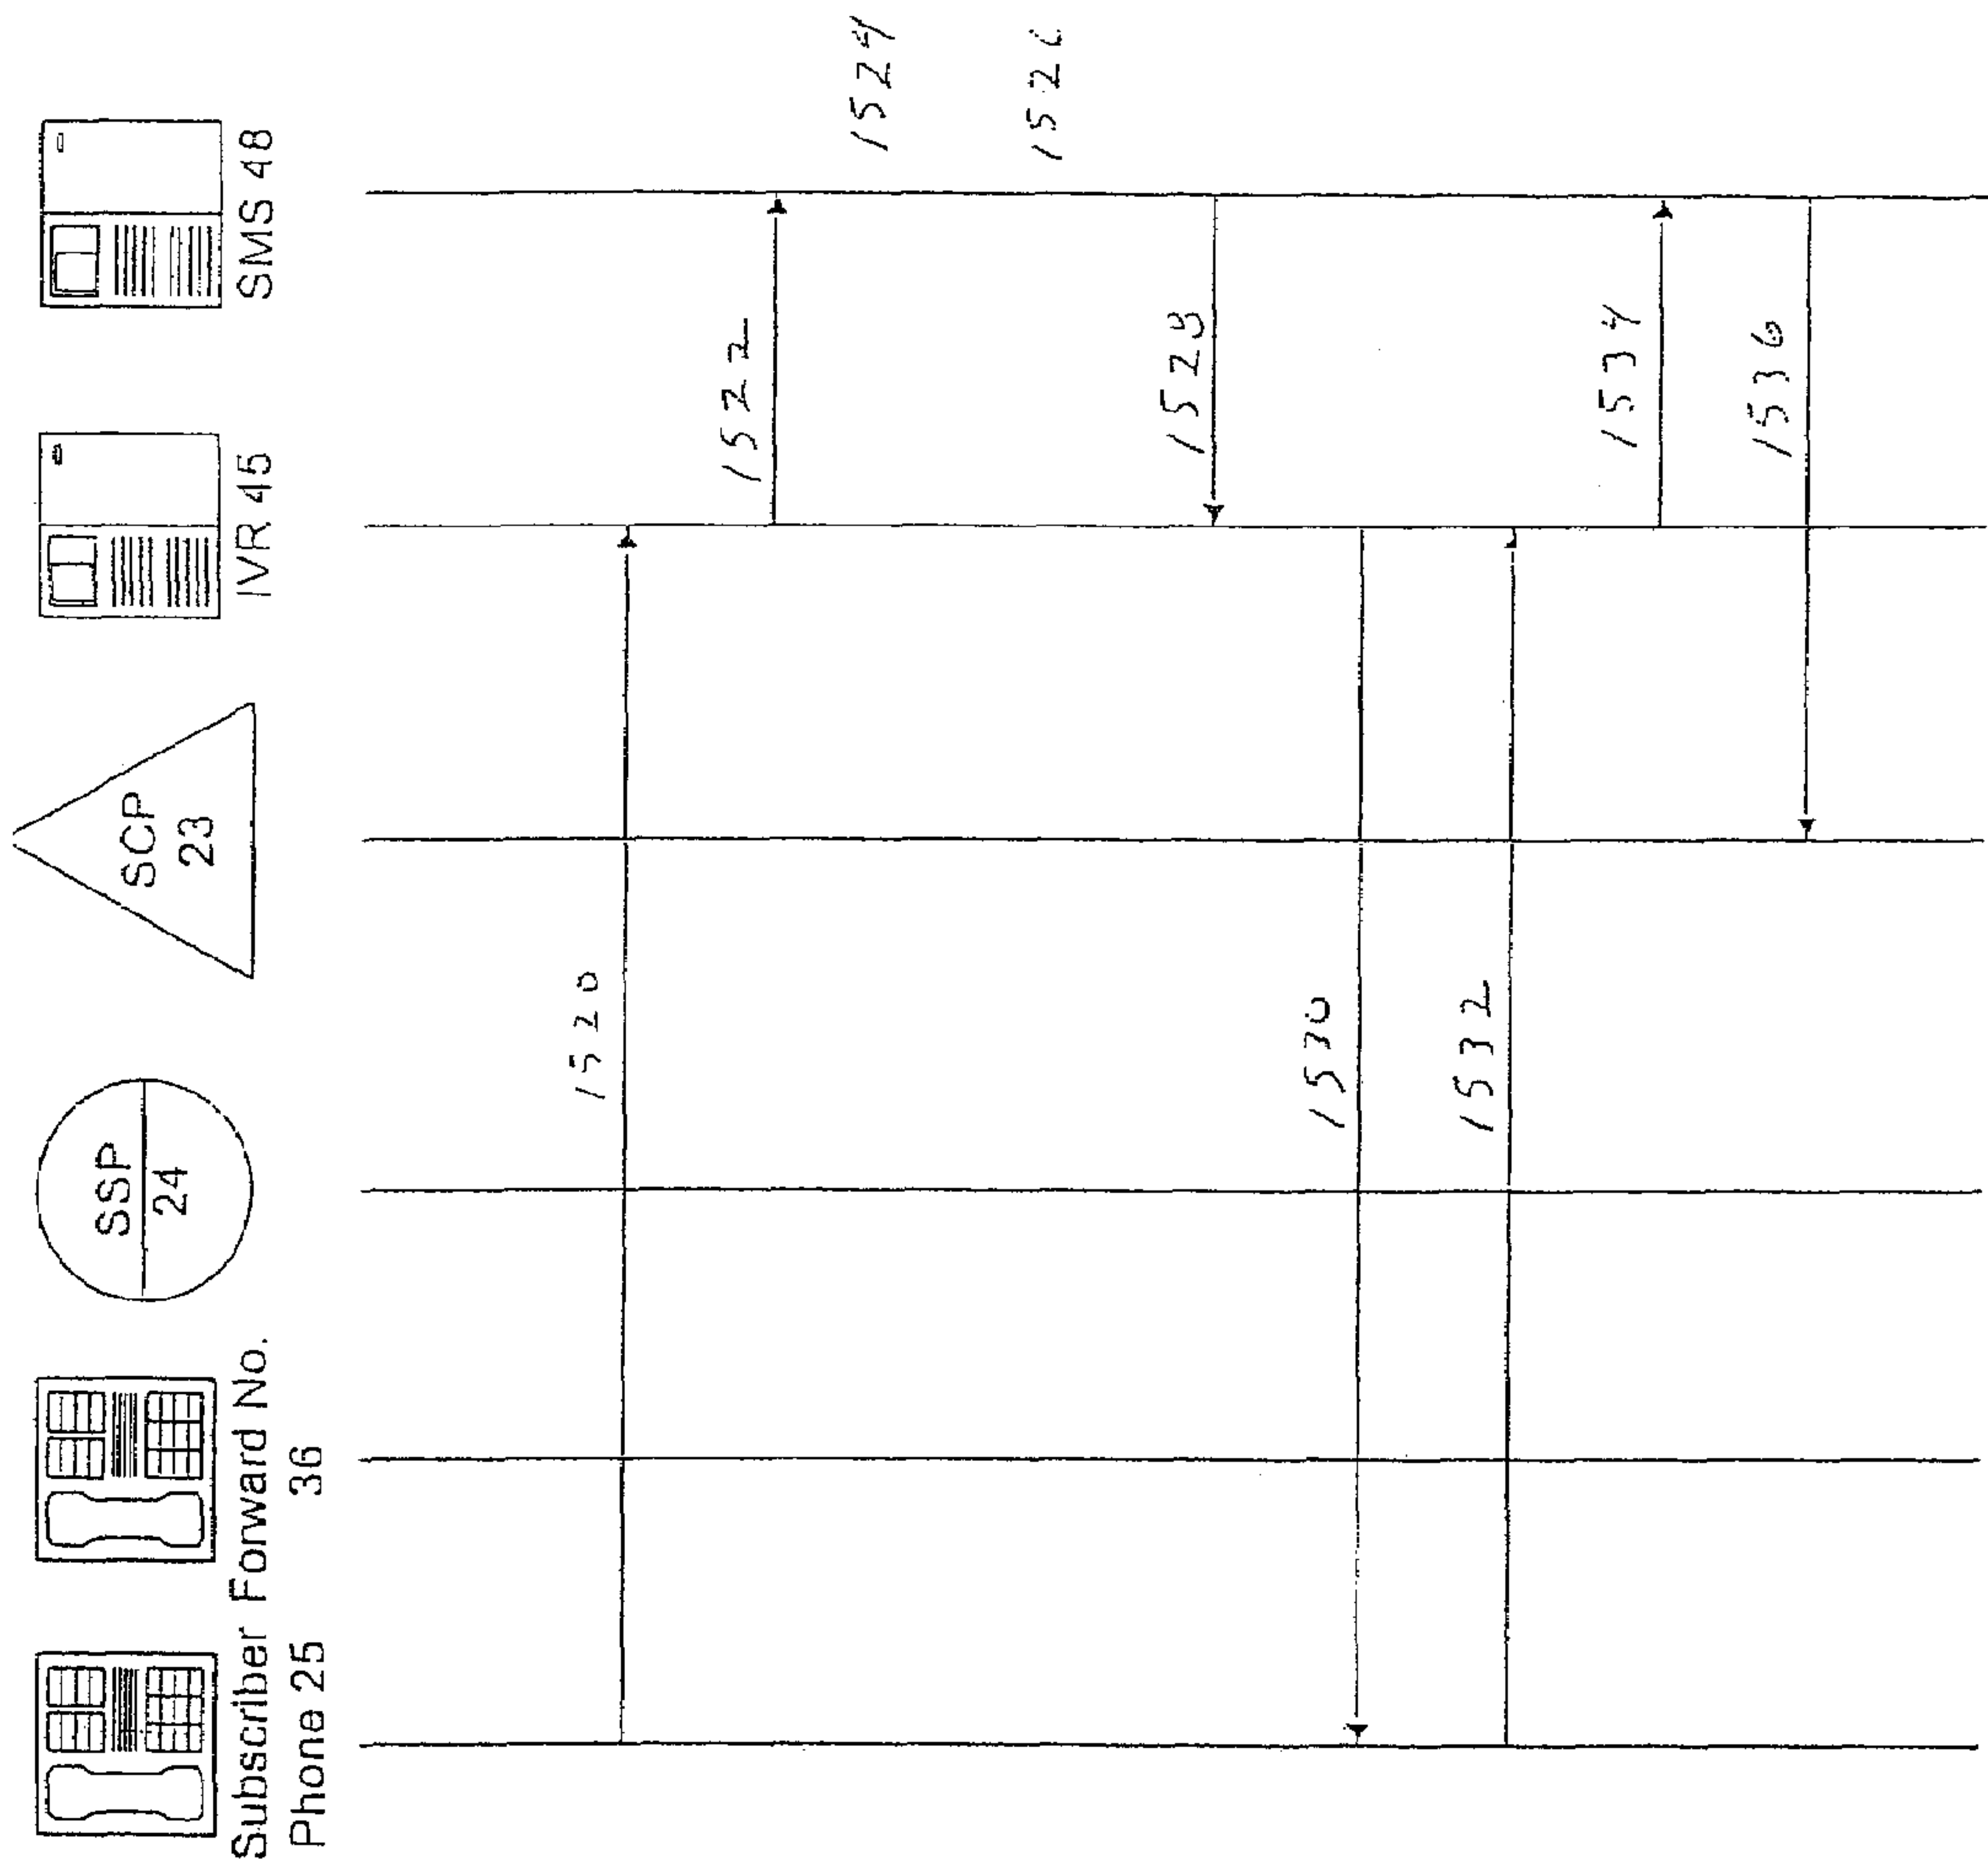 Subscriber
Phone 25
Forward No.
36
SSP
24
SCP
23
IVR 45
SMS 48
1520
1522
1524
1526
1528
1530
1532
1534
1536